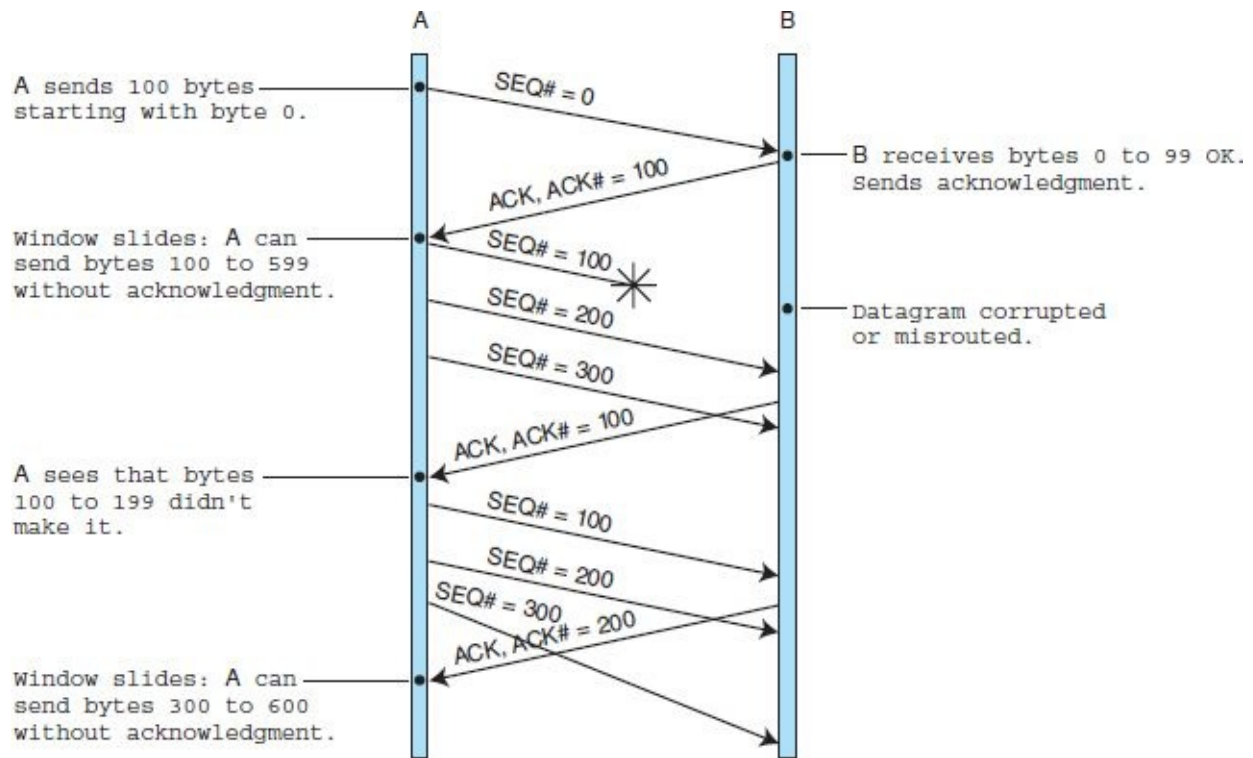 A
B
A sends 100 bytes
starting with byte 0.
SEQ# = 0
B receives bytes 0 to 99 OK.
Sends acknowledgment.
ACK, ACK# = 100
Window slides: A can
send bytes 100 to 599
without acknowledgment.
SEQ# = 100
SEQ# = 200
Datagram corrupted
or misrouted.
SEQ# = 300
ACK, ACK# = 100
A sees that bytes
100 to 199 didn't
make it.
SEQ# = 100
SEQ# = 200
SEQ# = 300
ACK, ACK# = 200
Window slides: A can
send bytes 300 to 600
without acknowledgment.